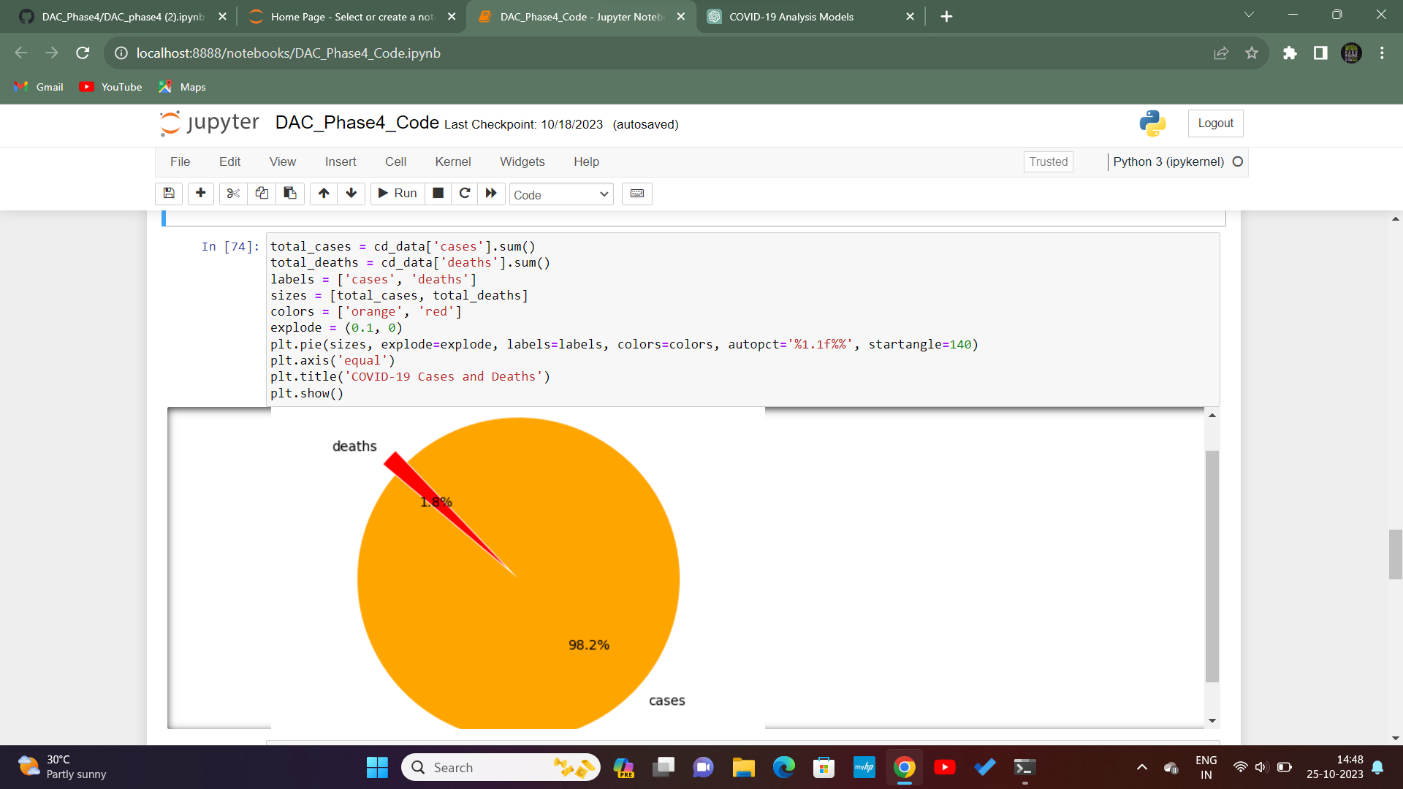 DAC_Phase4/DAC_phase4 (2).ipynb
Home Page - Select or create a not
DAC_Phase4_Code - Jupyter Noteb
COVID-19 Analysis Models
localhost:8888/notebooks/DAC_Phase4_Code.ipynb
Gmail YouTube Maps
jupyter DAC_Phase4_Code Last Checkpoint: 10/18/2023 (autosaved)
Logout
File Edit View Insert Cell Kernel Widgets Help
Trusted
Python 3 (ipykernel)
Run
Code
In [74]:
total_cases = cd_data['cases'].sum()
total_deaths = cd_data['deaths'].sum()
labels = ['cases', 'deaths']
sizes = [total_cases, total_deaths]
colors = ['orange', 'red']
explode = (0.1, 0)
plt.pie(sizes, explode=explode, labels=labels, colors=colors, autopct='%1.1f%%', startangle=140)
plt.axis('equal')
plt.title('COVID-19 Cases and Deaths')
plt.show()
deaths
1.8%
98.2%
cases
30°C
Partly sunny
Search
PRE
myhp
ENG
IN
14:48
25-10-2023